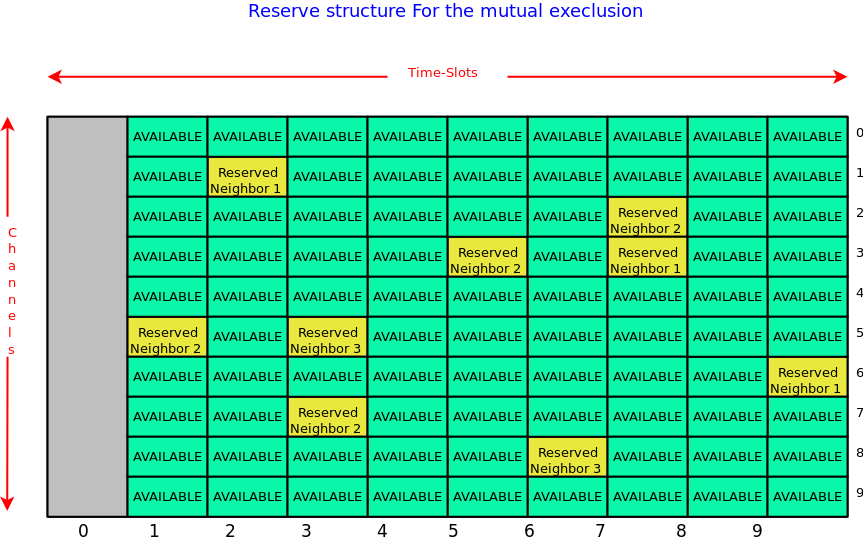 Reserve structure For the mutual execlusion
Time-Slots
Channels
AVAILABLE AVAILABLE AVAILABLE AVAILABLE AVAILABLE AVAILABLE AVAILABLE AVAILABLE AVAILABLE 0
AVAILABLE Reserved Neighbor 1 AVAILABLE AVAILABLE AVAILABLE AVAILABLE AVAILABLE AVAILABLE AVAILABLE 1
AVAILABLE AVAILABLE AVAILABLE AVAILABLE AVAILABLE AVAILABLE Reserved Neighbor 2 AVAILABLE AVAILABLE 2
AVAILABLE AVAILABLE AVAILABLE AVAILABLE Reserved Neighbor 2 AVAILABLE Reserved Neighbor 1 AVAILABLE AVAILABLE 3
AVAILABLE AVAILABLE AVAILABLE AVAILABLE AVAILABLE AVAILABLE AVAILABLE AVAILABLE AVAILABLE 4
Reserved Neighbor 2 AVAILABLE Reserved Neighbor 3 AVAILABLE AVAILABLE AVAILABLE AVAILABLE AVAILABLE AVAILABLE 5
AVAILABLE AVAILABLE AVAILABLE AVAILABLE AVAILABLE AVAILABLE AVAILABLE AVAILABLE Reserved Neighbor 1 6
AVAILABLE AVAILABLE Reserved Neighbor 2 AVAILABLE AVAILABLE AVAILABLE AVAILABLE AVAILABLE AVAILABLE 7
AVAILABLE AVAILABLE AVAILABLE AVAILABLE AVAILABLE Reserved Neighbor 3 AVAILABLE AVAILABLE AVAILABLE 8
AVAILABLE AVAILABLE AVAILABLE AVAILABLE AVAILABLE AVAILABLE AVAILABLE AVAILABLE AVAILABLE 9
0 1 2 3 4 5 6 7 8 9